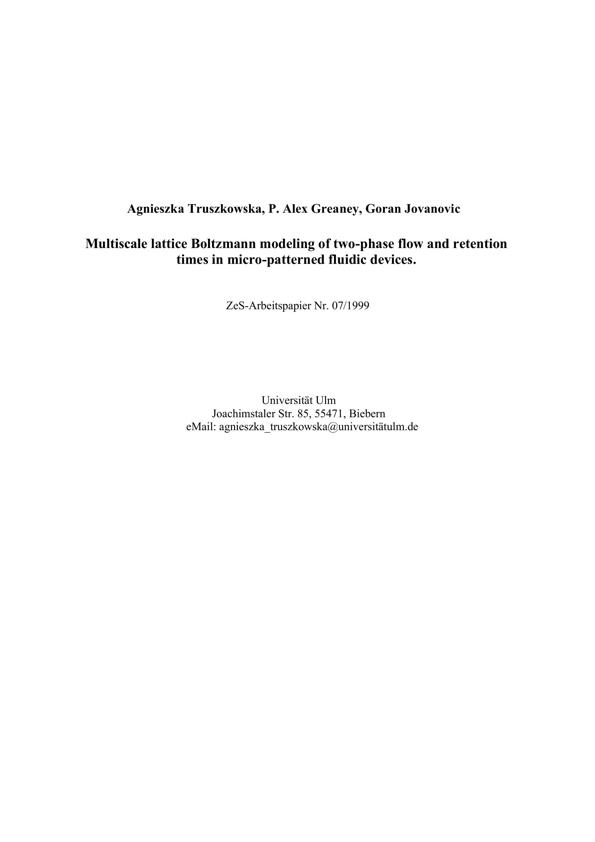 Agnieszka Truszkowska, P. Alex Greaney, Goran Jovanovic
Multiscale lattice Boltzmann modeling of two-phase flow and retention
times in micro-patterned fluidic devices.
ZeS-Arbeitspapier Nr. 07/1999
Universität Ulm
Joachimstaler Str. 85, 55471, Biebern
eMail: agnieszka_truszkowska@universitätulm.de